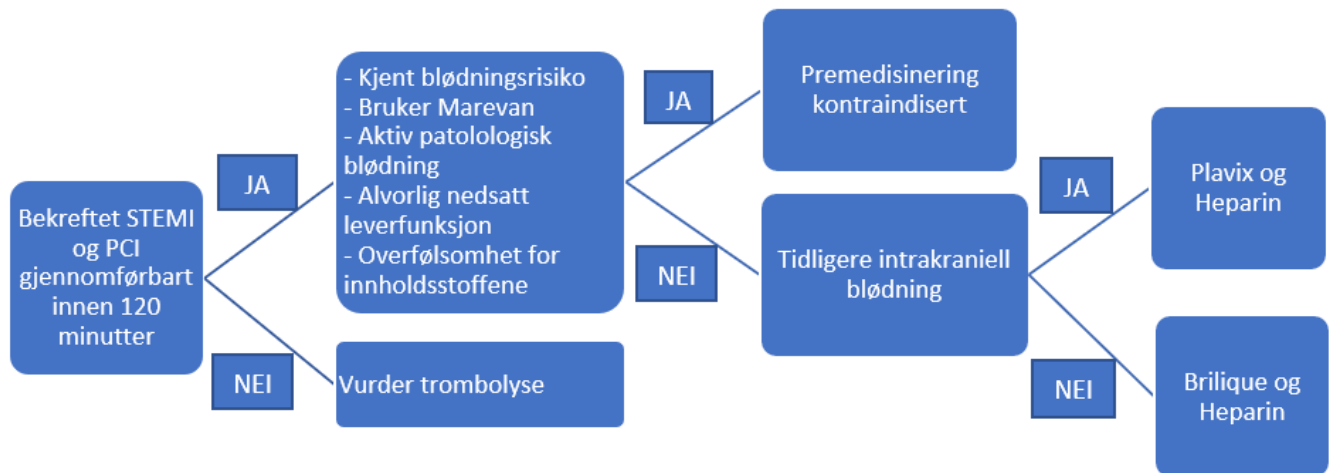 Bekreftet STEMI
og PCI
gjennomførbart
innen 120
minutter
JA
NEI
- Kjent blødningsrisiko
- Bruker Marevan
- Aktiv patolologisk
blødning
- Alvorlig nedsatt
leverfunksjon
- Overfølsomhet for
innholdsstoffene
Vurder trombolyse
JA
NEI
Premedisinering
kontraindisert
Tidligere intrakraniell
blødning
JA
NEI
Plavix og
Heparin
Brilique og
Heparin